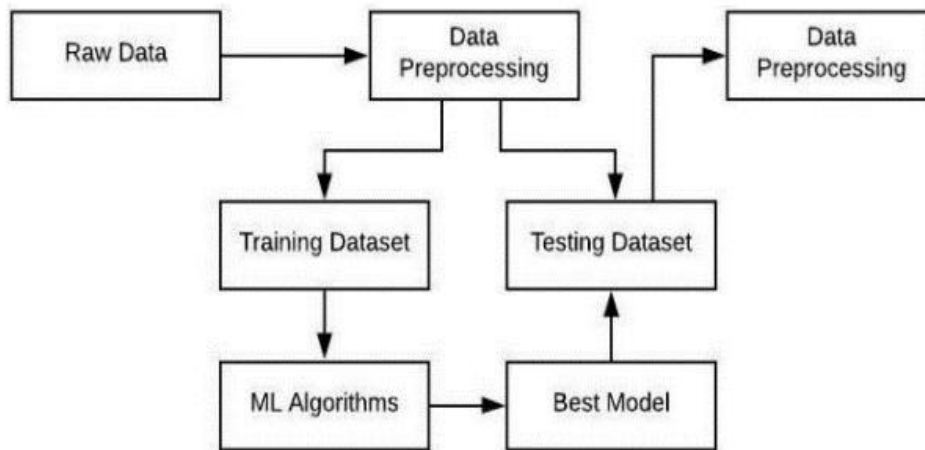 Raw Data
Data
Preprocessing
Data
Preprocessing
Training Dataset
Testing Dataset
ML Algorithms
Best Model